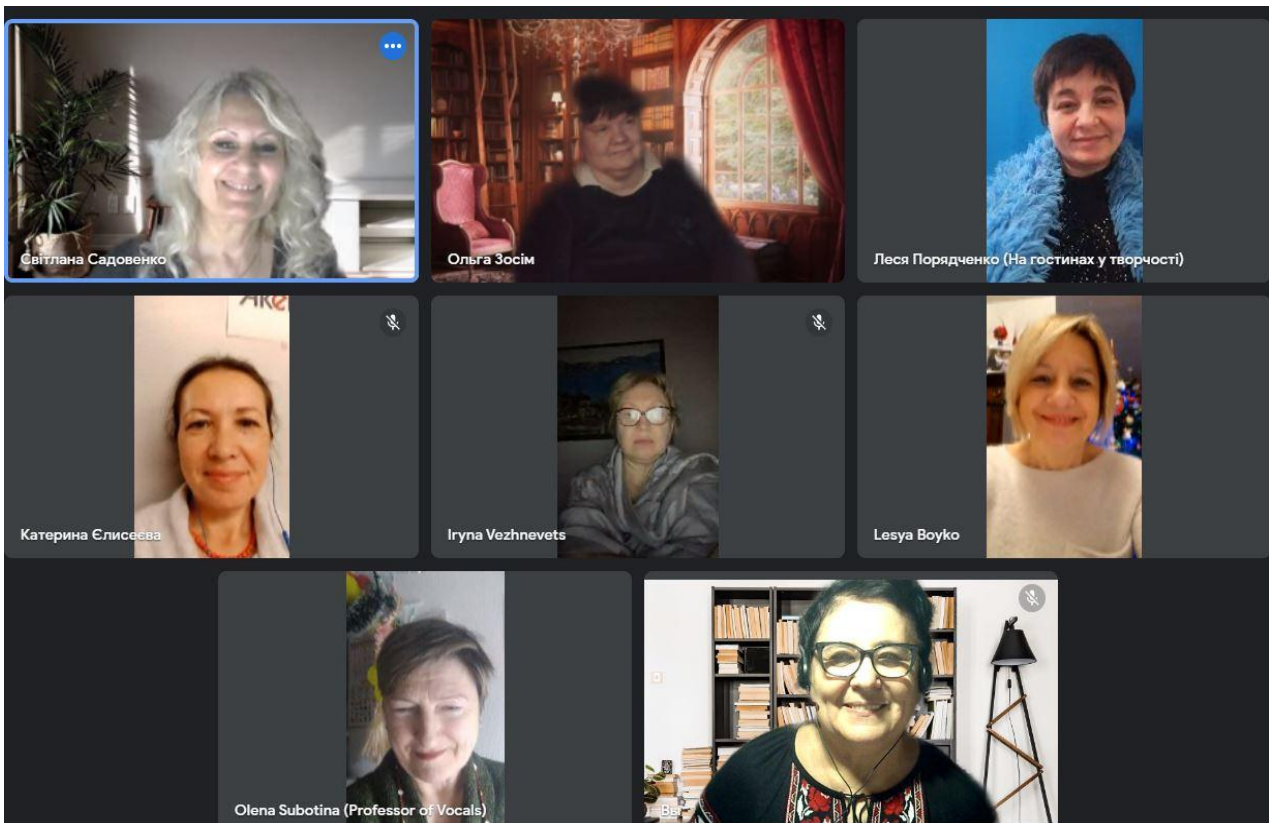 Світлана Садовенко
Ольга Зосім
Леся Порядченко (На гостинах у творчості)
Катерина Єлисеєва
Iryna Vezhnevets
Lesya Boyko
Olena Subotina (Professor of Vocals)
Вы